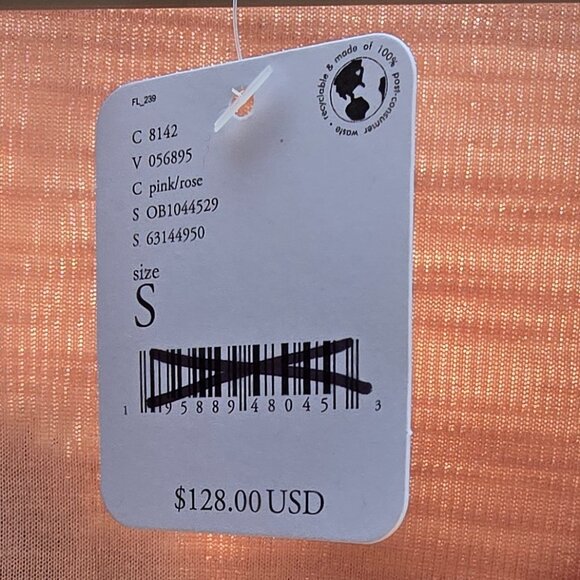 FL_239
recyclable & made of 100% post-consumer waste •
C 8142
V 056895
C pink/rose
S OB1044529
S 63144950
size
S
1 95889 48045 3
$128.00 USD